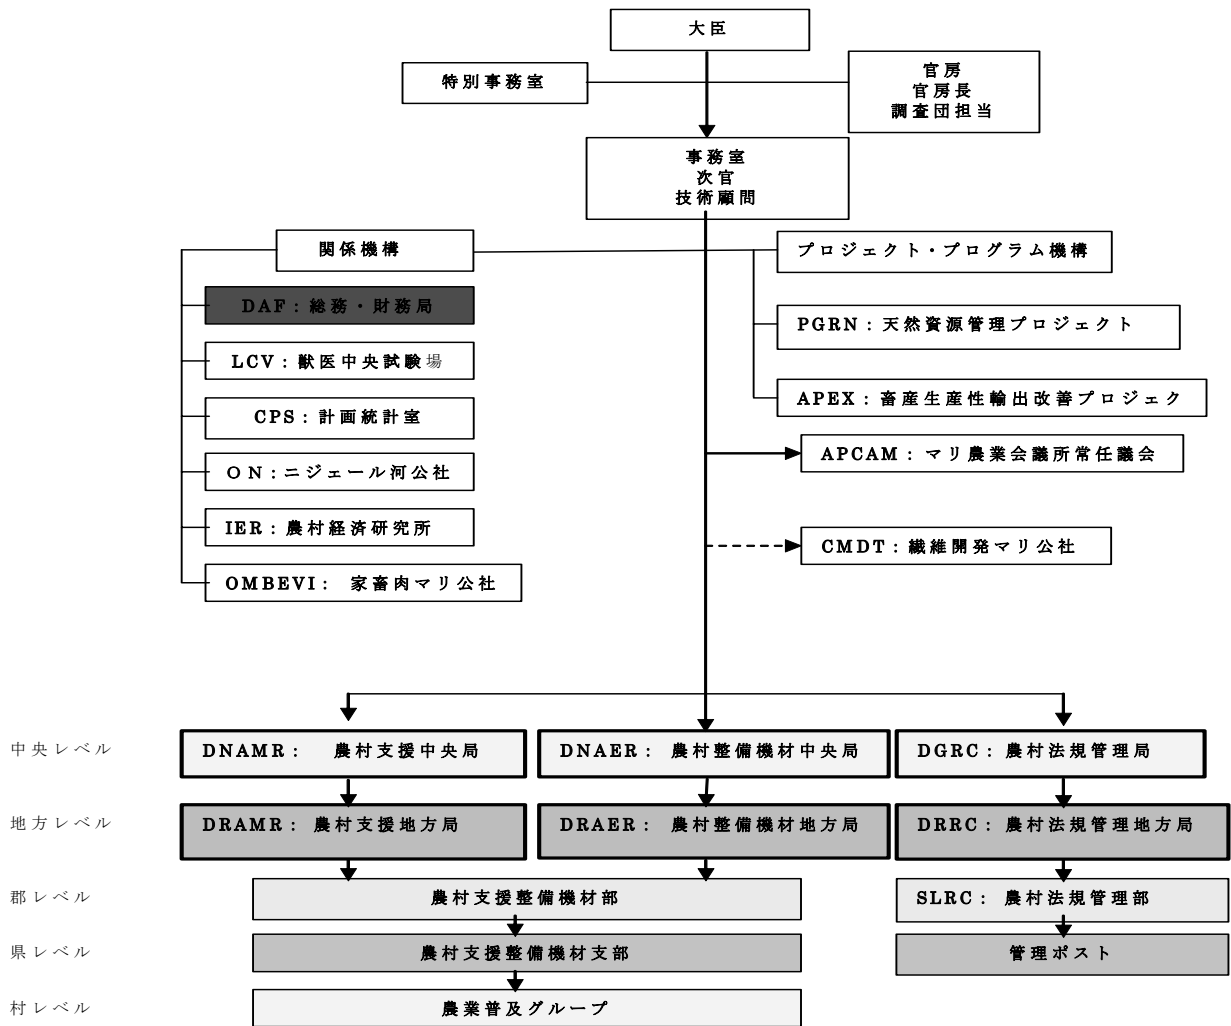 大臣
特別事務室
官房
官房長
調査団担当
事務室
次官
技術顧問
関係機構
プロジェクト・プログラム機構
DAF：総務・財務局
PGRN：天然資源管理プロジェクト
LCV：獣医中央試験場
APEX：畜産生産性輸出改善プロジェク
CPS：計画統計室
APCAM：マリ農業会議所常任議会
ON：ニジェール河公社
IER：農村経済研究所
CMDT：繊維開発マリ公社
OMBEVI： 家畜肉マリ公社
中央レベル
DNAMR： 農村支援中央局
DNAER： 農村整備機材中央局
DGRC：農村法規管理局
地方レベル
DRAMR：農村支援地方局
DRAER： 農村整備機材地方局
DRRC：農村法規管理地方局
郡レベル
農村支援整備機材部
SLRC： 農村法規管理部
県レベル
農村支援整備機材支部
管理ポスト
村レベル
農業普及グループ